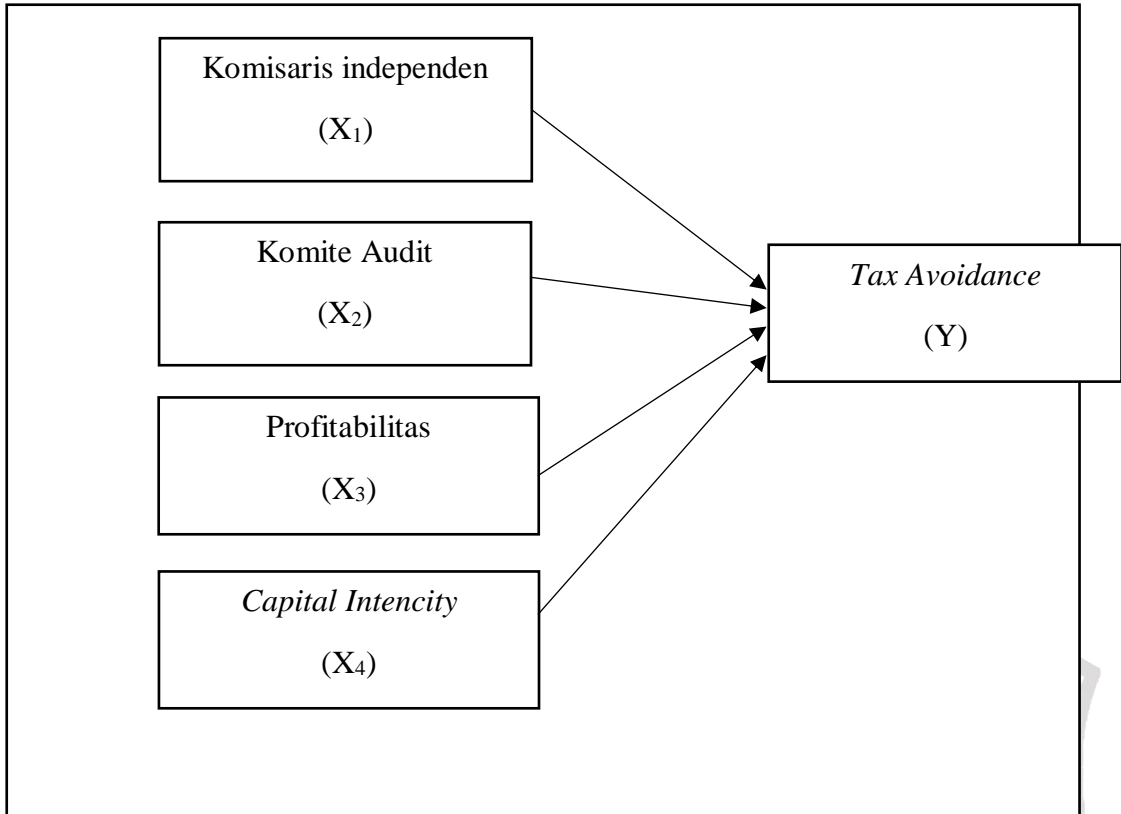 Komisaris independen
(X₁)
Komite Audit
(X₂)
Profitabilitas
(X₃)
Capital Intencity
(X₄)
Tax Avoidance
(Y)